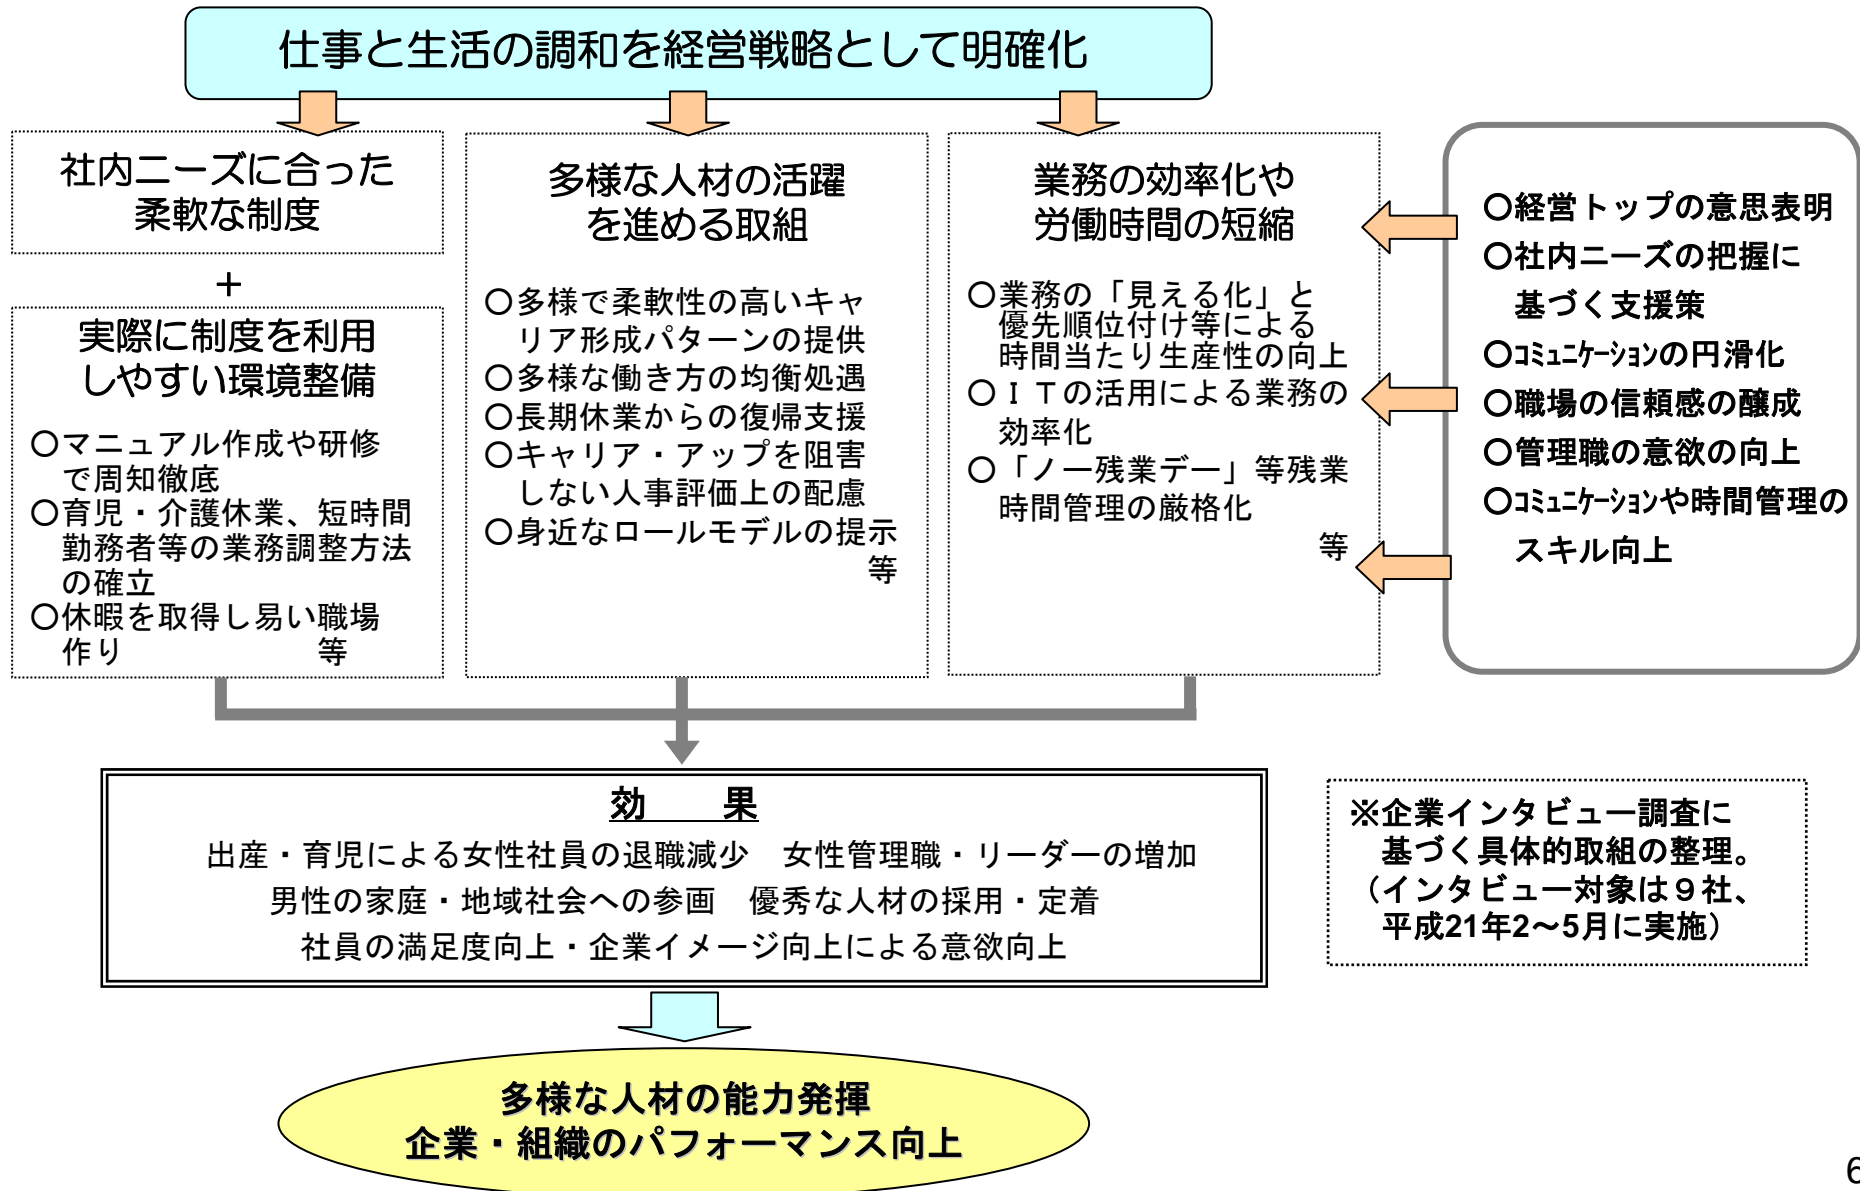 仕事と生活の調和を経営戦略として明確化
社内ニーズに合った
柔軟な制度
+
実際に制度を利用
しやすい環境整備
○マニュアル作成や研修
で周知徹底
○育児・介護休業、短時間
勤務者等の業務調整方法
の確立
○休暇を取得し易い職場
作り 等
多様な人材の活躍
を進める取組
○多様で柔軟性の高いキャ
リア形成パターンの提供
○多様な働き方の均衡処遇
○長期休業からの復帰支援
○キャリア・アップを阻害
しない人事評価上の配慮
○身近なロールモデルの提示
等
業務の効率化や
労働時間の短縮
○業務の「見える化」と
優先順位付け等による
時間当たり生産性の向上
○ＩＴの活用による業務の
効率化
○「ノー残業デー」等残業
時間管理の厳格化
等
○経営トップの意思表明
○社内ニーズの把握に
基づく支援策
○ｺﾐｭﾆｹｰｼｮﾝの円滑化
○職場の信頼感の醸成
○管理職の意欲の向上
○ｺﾐｭﾆｹｰｼｮﾝや時間管理の
スキル向上
効　果
出産・育児による女性社員の退職減少　女性管理職・リーダーの増加
男性の家庭・地域社会への参画　優秀な人材の採用・定着
社員の満足度向上・企業イメージ向上による意欲向上
※企業インタビュー調査に
基づく具体的取組の整理。
（インタビュー対象は９社、
平成21年2～5月に実施）
多様な人材の能力発揮
企業・組織のパフォーマンス向上
6